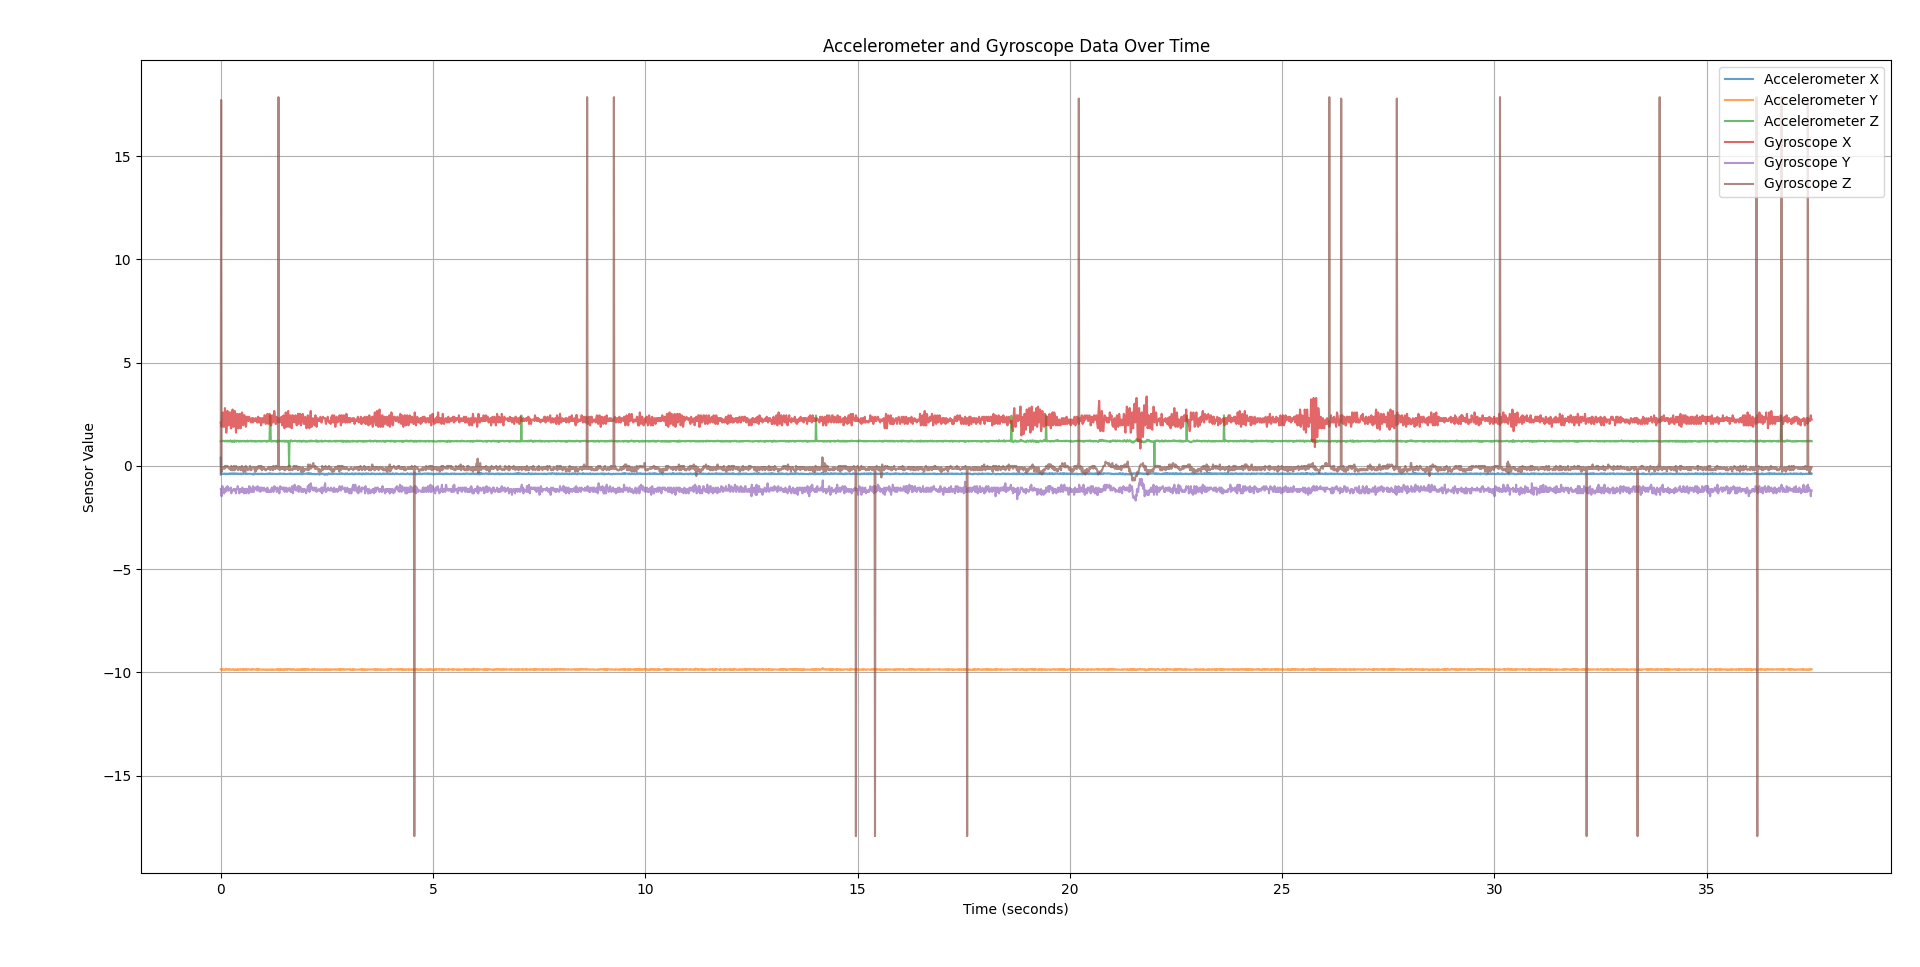 Accelerometer and Gyroscope Data Over Time
Accelerometer X
Accelerometer Y
Accelerometer Z
Gyroscope X
Gyroscope Y
Gyroscope Z
Sensor Value
15
10
5
0
−5
−10
−15
0 5 10 15 20 25 30 35
Time (seconds)